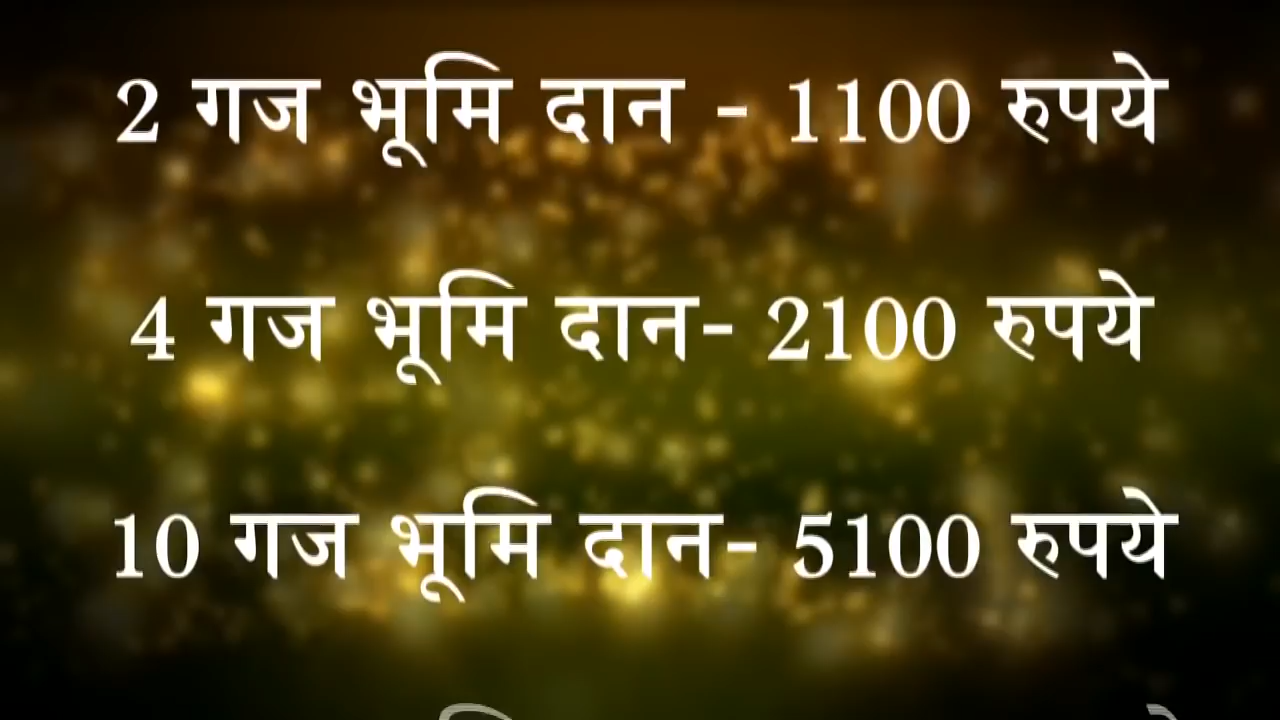 2 गज भूमि दान - 1100 रुपये
4 गज भूमि दान- 2100 रुपये
10 गज भूमि दान- 5100 रुपये